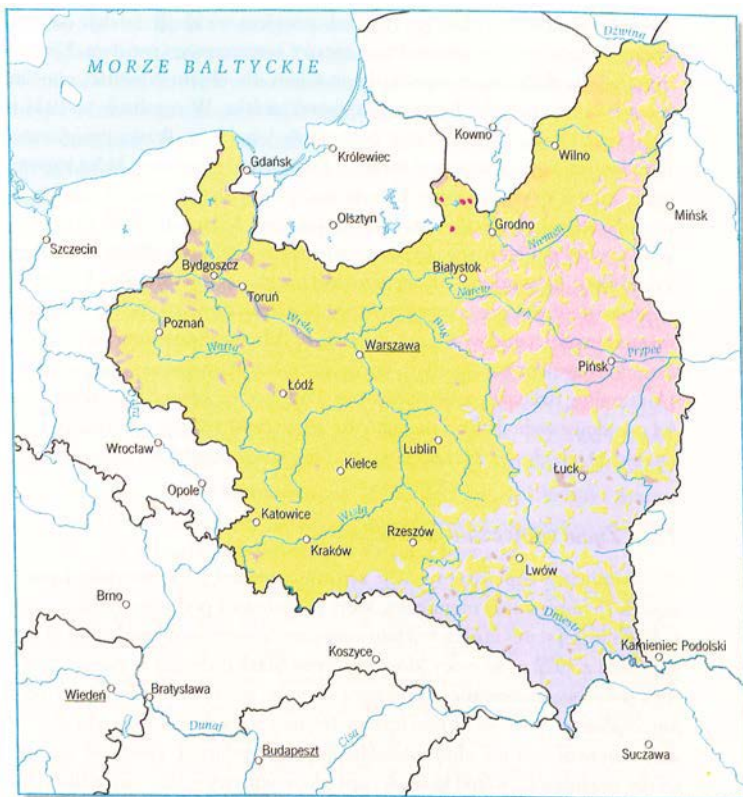 Dźwina
MORZE BAŁTYCKIE
Kowno
Wilno
Gdańsk
Królewiec
Mińsk
Olsztyn
Grodno
Szczecin
Niemen
Bydgoszcz
Białystok
Toruń
Narew
Wisła
Bug
Poznań
Warta
Warszawa
Prypeć
Pińsk
Łódź
Odra
Wrocław
Lublin
Kielce
Łuck
Opole
Katowice
Wisła
Rzeszów
Kraków
Lwów
Brno
Dniestr
Kamieniec Podolski
Koszyce
Wiedeń
Bratysława
Dunaj
Cisa
Budapeszt
Suczawa